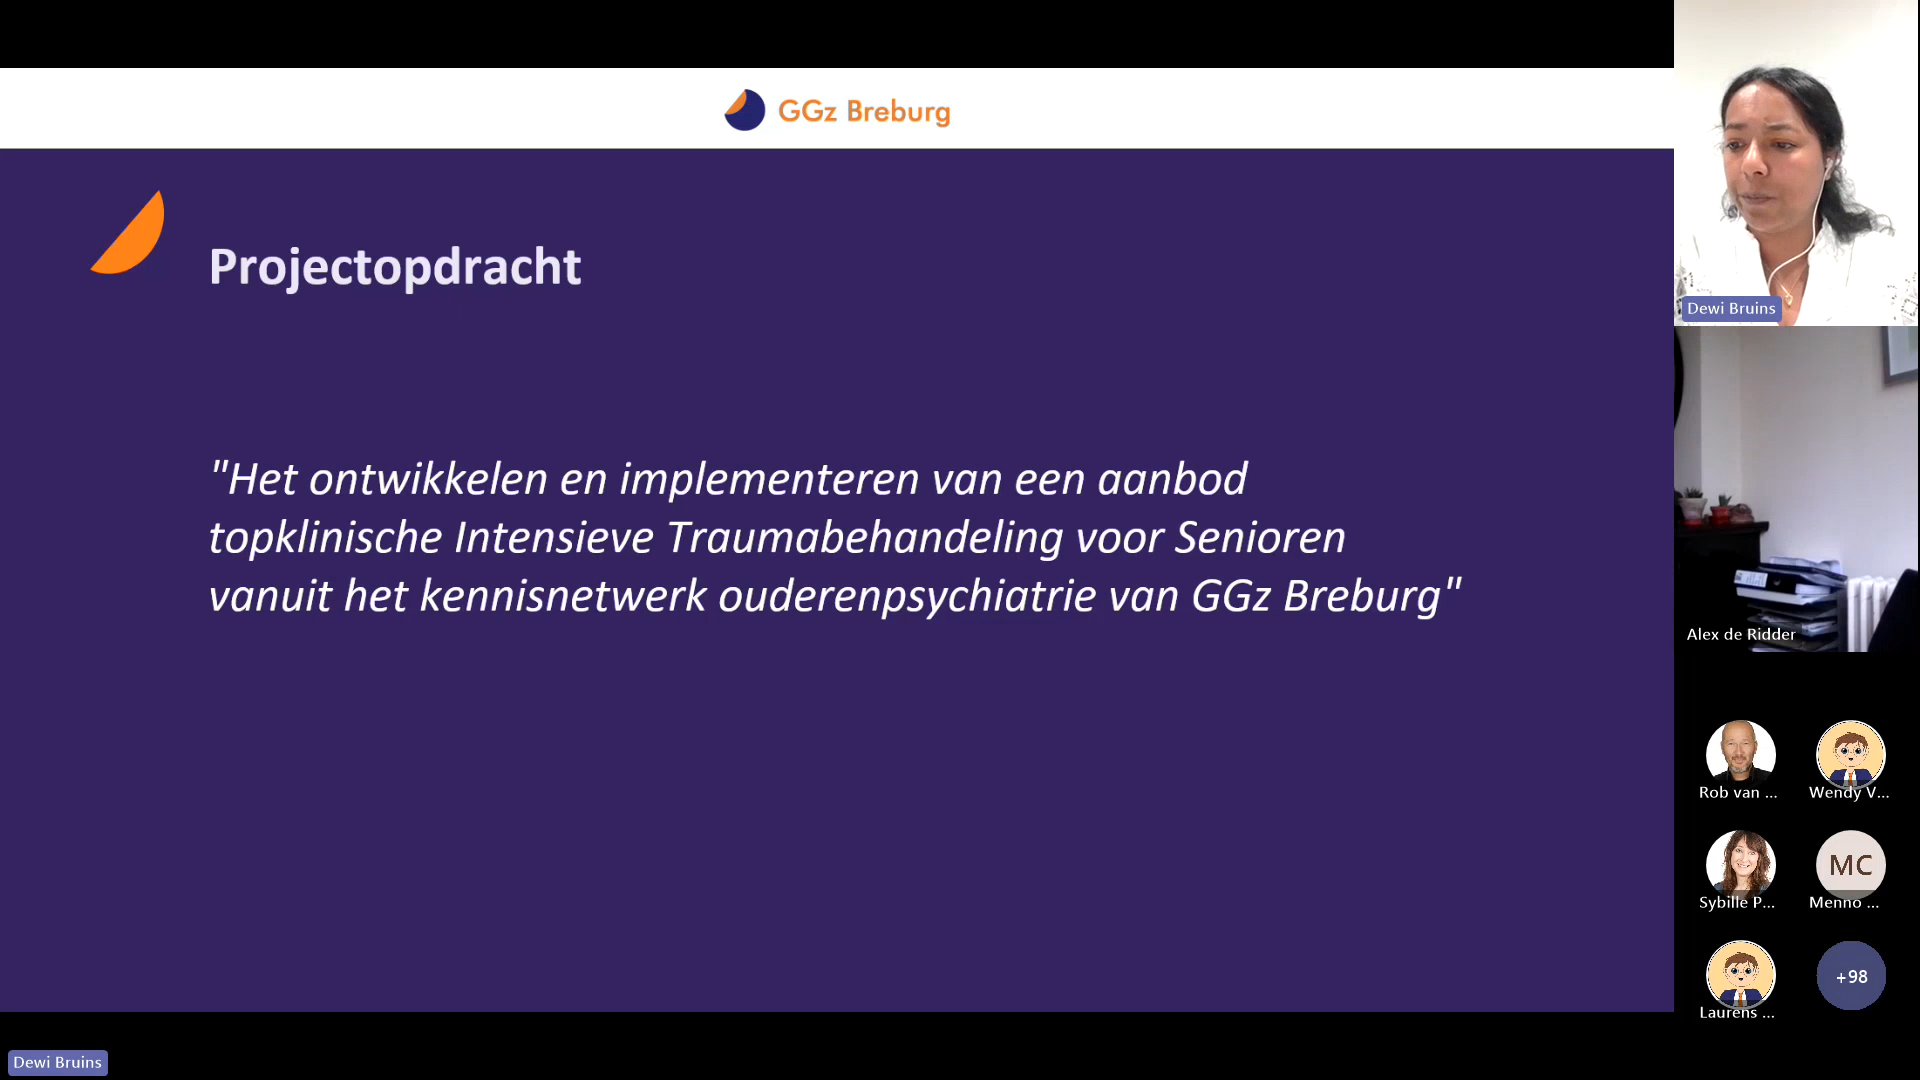 GGz Breburg
Projectopdracht
"Het ontwikkelen en implementeren van een aanbod
topklinische Intensieve Traumabehandeling voor Senioren
vanuit het kennisnetwerk ouderenpsychiatrie van GGz Breburg"
Dewi Bruins
Alex de Ridder
Rob van ...
Wendy V...
Sybille P...
MC
Menno ...
Laurens ...
+98
Dewi Bruins